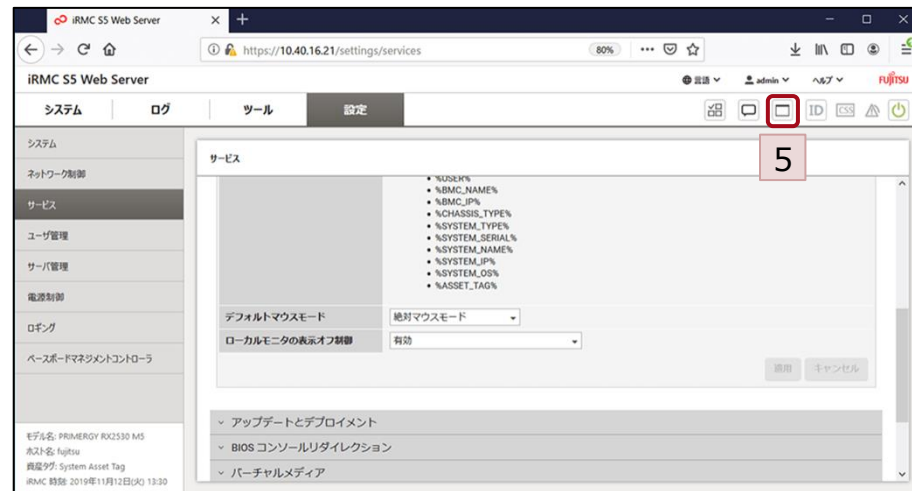 iRMC S5 Web Server
https://10.40.16.21/settings/services
80%
iRMC S5 Web Server
言語
admin
ヘルプ
FUJITSU
システム
ログ
ツール
設定
ID
CSS
5
システム
ネットワーク制御
サービス
ユーザ管理
サーバ管理
電源制御
ロギング
ベースボードマネジメントコントローラ
モデル名: PRIMERGY RX2530 M5
ホスト名: fujitsu
資産タグ: System Asset Tag
iRMC 時刻: 2019年11月12日(火) 13:30
サービス
• %USER%
• %BMC_NAME%
• %BMC_IP%
• %CHASSIS_TYPE%
• %SYSTEM_TYPE%
• %SYSTEM_SERIAL%
• %SYSTEM_NAME%
• %SYSTEM_IP%
• %SYSTEM_OS%
• %ASSET_TAG%
デフォルトマウスモード 絶対マウスモード
ローカルモニタの表示オフ制御 有効
適用 キャンセル
アップデートとデプロイメント
BIOS コンソールリダイレクション
バーチャルメディア